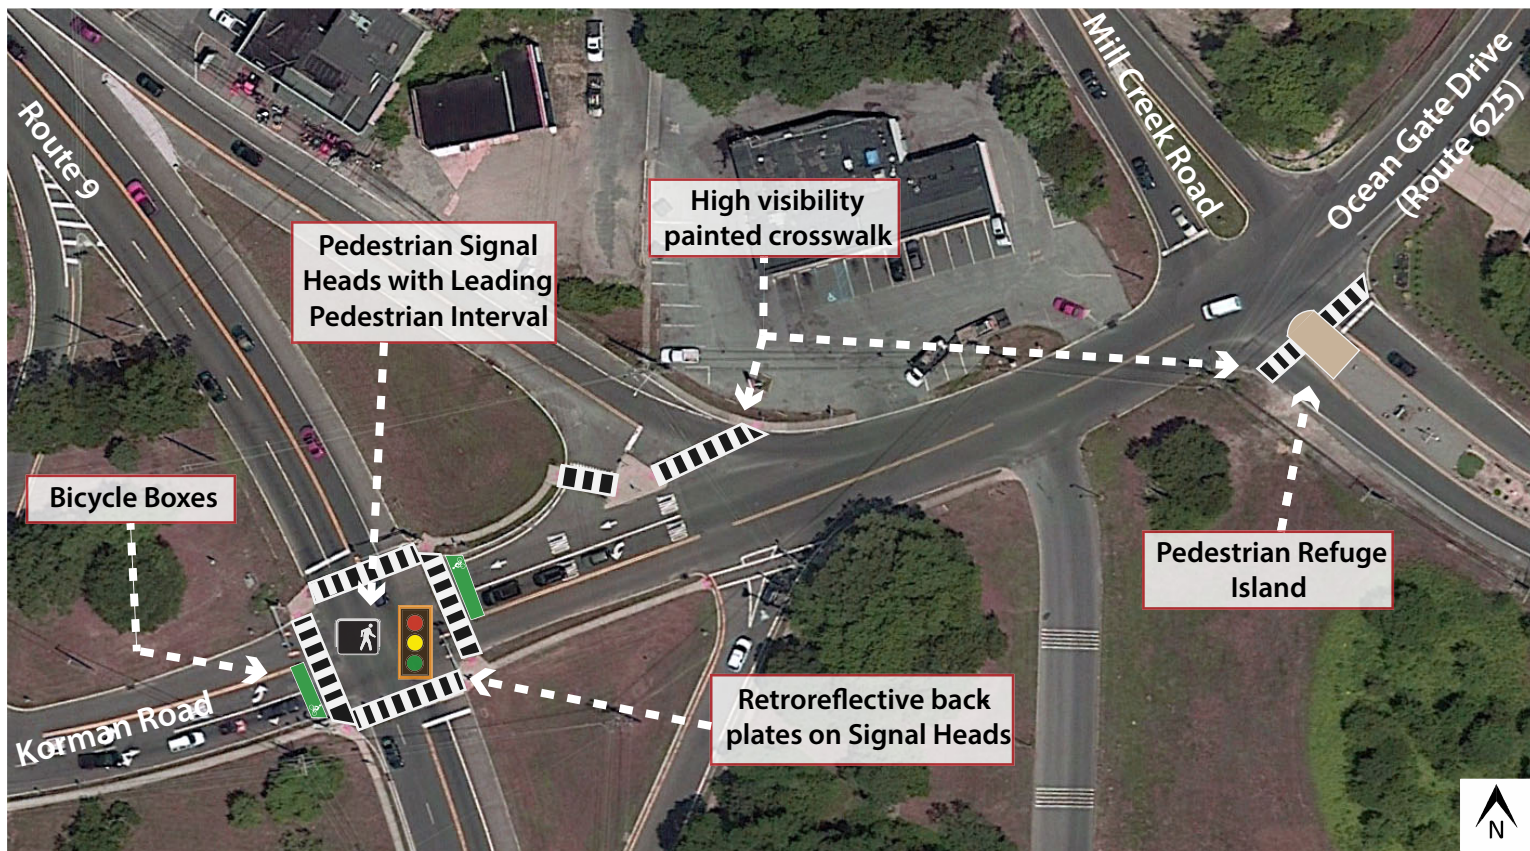 Route 9
Mill Creek Road
Ocean Gate Drive
(Route 625)
High visibility
painted crosswalk
Pedestrian Signal
Heads with Leading
Pedestrian Interval
Bicycle Boxes
Pedestrian Refuge
Island
Retroreflective back
plates on Signal Heads
Korman Road
N